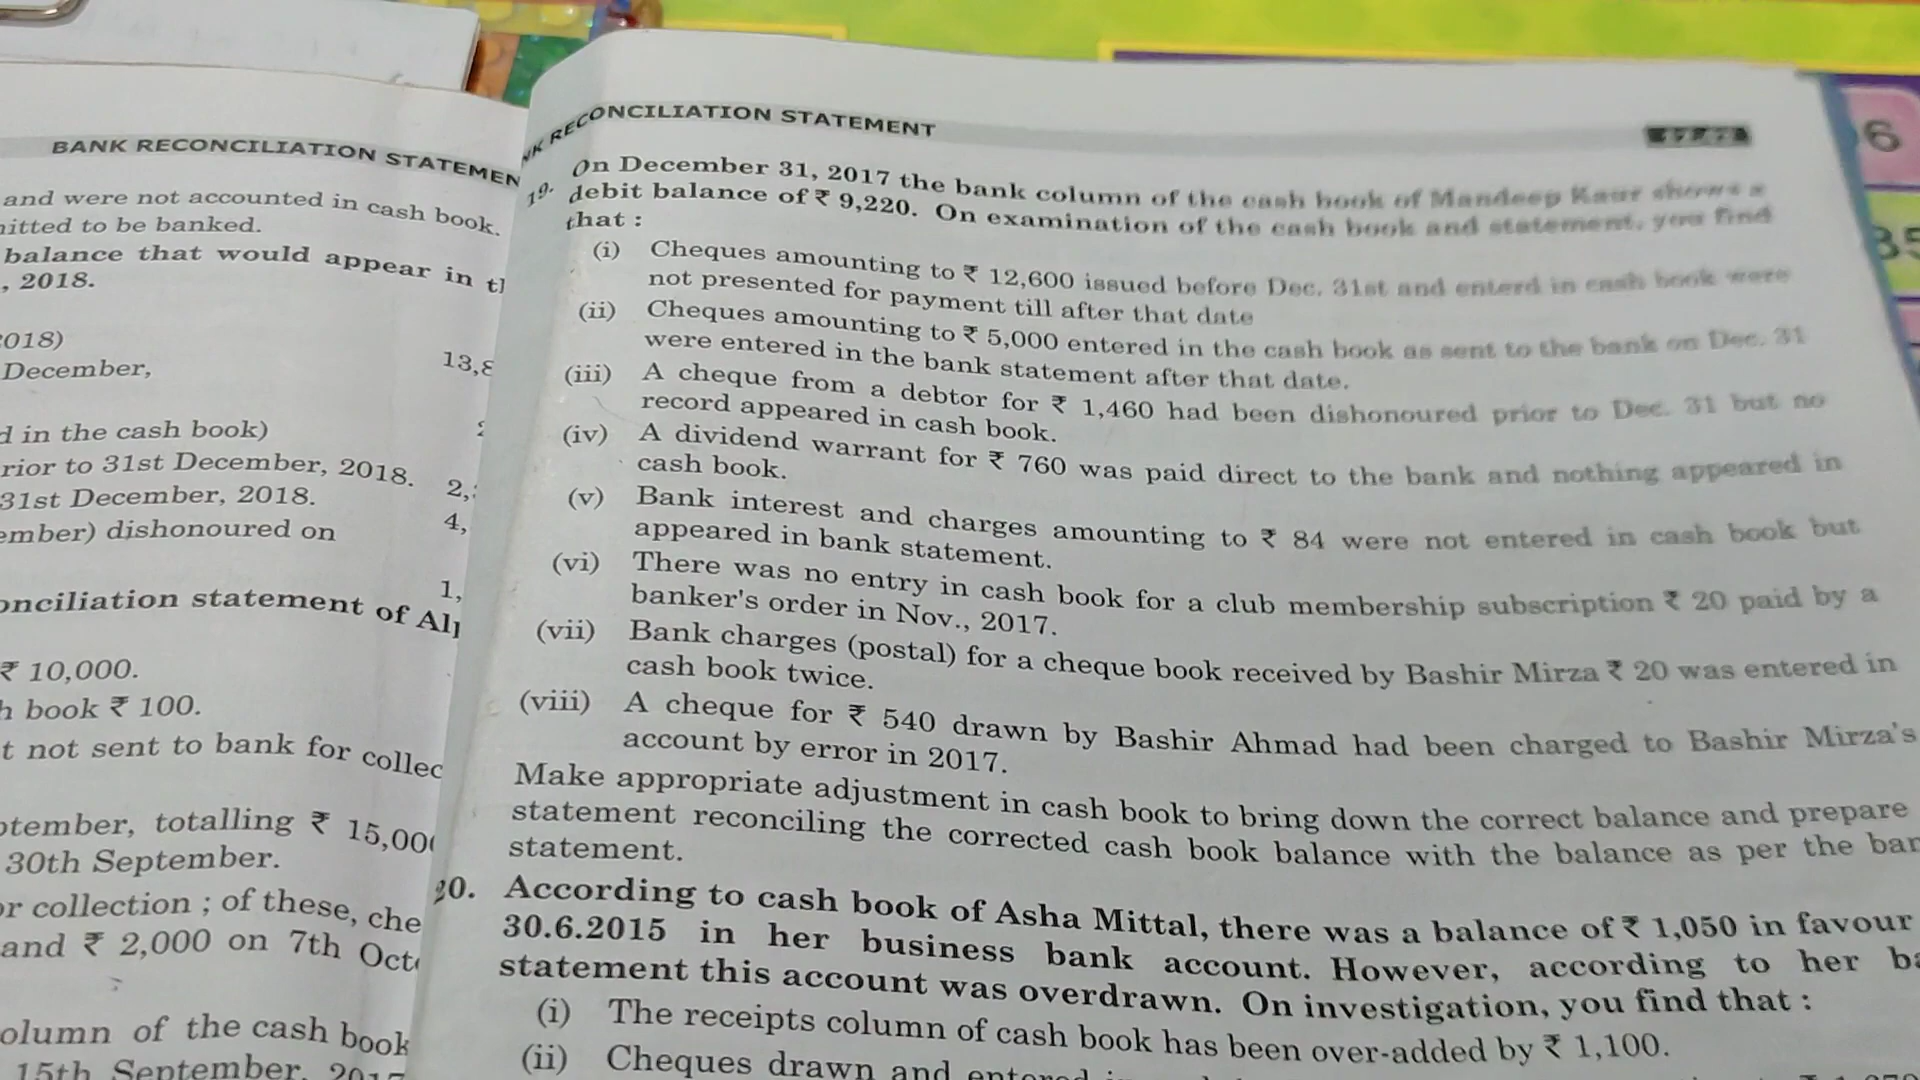 BANK RECONCILIATION STATEMEN
and were not accounted in cash book.
nitted to be banked.
balance that would appear in
, 2018.
018)
December,
13,8
d in the cash book)
rior to 31st December, 2018.
2,
31st December, 2018.
4,
ember) dishonoured on
1,
onciliation statement of
₹ 10,000.
h book ₹ 100.
t not sent to bank for collec
otember, totalling ₹ 15,00
30th September.
or collection ; of these, che
and ₹ 2,000 on 7th Oct
olumn of the cash book
15th September,
NK RECONCILIATION STATEMENT
19. On December 31, 2017 the bank column of the cash book of Mandeep Kaur shows a
debit balance of ₹ 9,220. On examination of the cash book and statement, you find
that :
(i) Cheques amounting to ₹ 12,600 issued before Dec. 31st and enterd in cash book were
not presented for payment till after that date
(ii) Cheques amounting to ₹ 5,000 entered in the cash book as sent to the bank on Dec. 31
were entered in the bank statement after that date.
(iii) A cheque from a debtor for ₹ 1,460 had been dishonoured prior to Dec. 31 but no
record appeared in cash book.
(iv) A dividend warrant for ₹ 760 was paid direct to the bank and nothing appeared in
cash book.
(v) Bank interest and charges amounting to ₹ 84 were not entered in cash book but
appeared in bank statement.
(vi) There was no entry in cash book for a club membership subscription ₹ 20 paid by a
banker's order in Nov., 2017.
(vii) Bank charges (postal) for a cheque book received by Bashir Mirza ₹ 20 was entered in
cash book twice.
(viii) A cheque for ₹ 540 drawn by Bashir Ahmad had been charged to Bashir Mirza's
account by error in 2017.
Make appropriate adjustment in cash book to bring down the correct balance and prepare
statement reconciling the corrected cash book balance with the balance as per the ban
statement.
20. According to cash book of Asha Mittal, there was a balance of ₹ 1,050 in favour
30.6.2015 in her business bank account. However, according to her ba
statement this account was overdrawn. On investigation, you find that :
(i) The receipts column of cash book has been over-added by ₹ 1,100.
(ii) Cheques drawn and entered
6
35